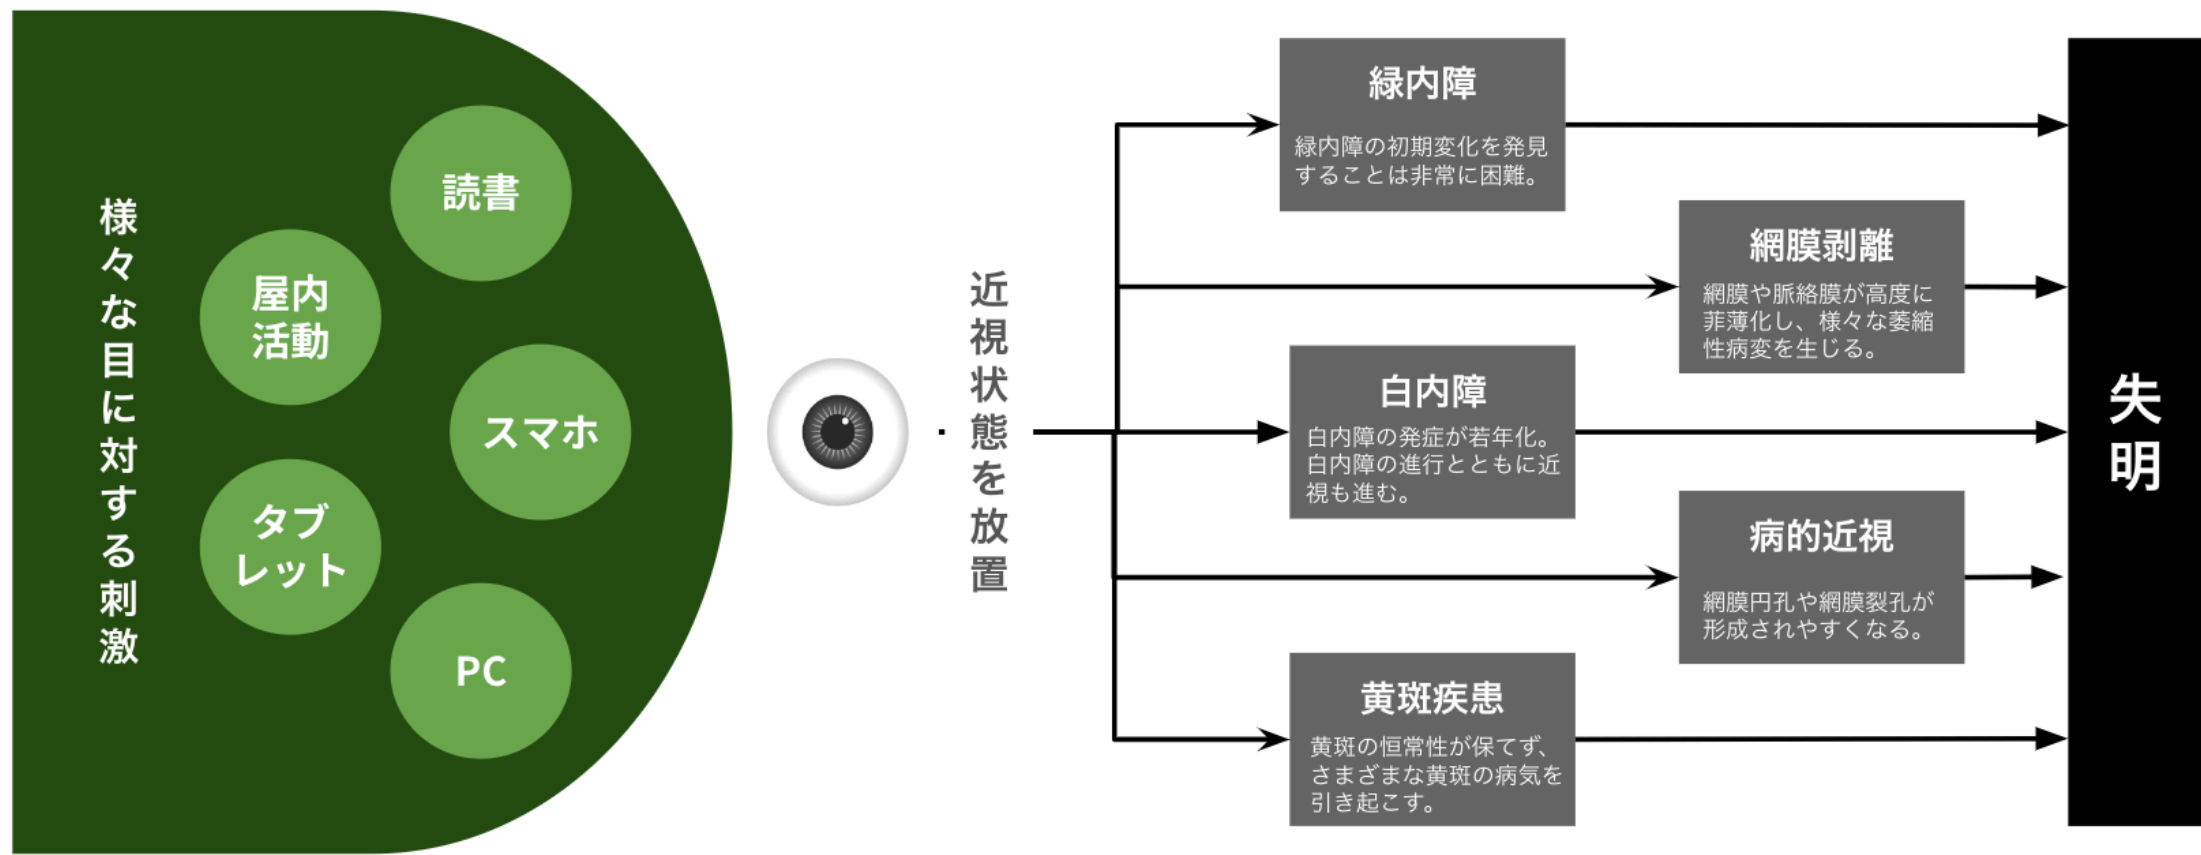 様々な目に対する刺激
読書
屋内
活動
スマホ
タブ
レット
PC
近視状態を放置
緑内障
緑内障の初期変化を発見
することは非常に困難。
網膜剥離
網膜や脈絡膜が高度に
菲薄化し、様々な萎縮
性病変を生じる。
白内障
白内障の発症が若年化。
白内障の進行とともに近
視も進む。
病的近視
網膜円孔や網膜裂孔が
形成されやすくなる。
黄斑疾患
黄斑の恒常性が保てず、
さまざまな黄斑の病気を
引き起こす。
失明